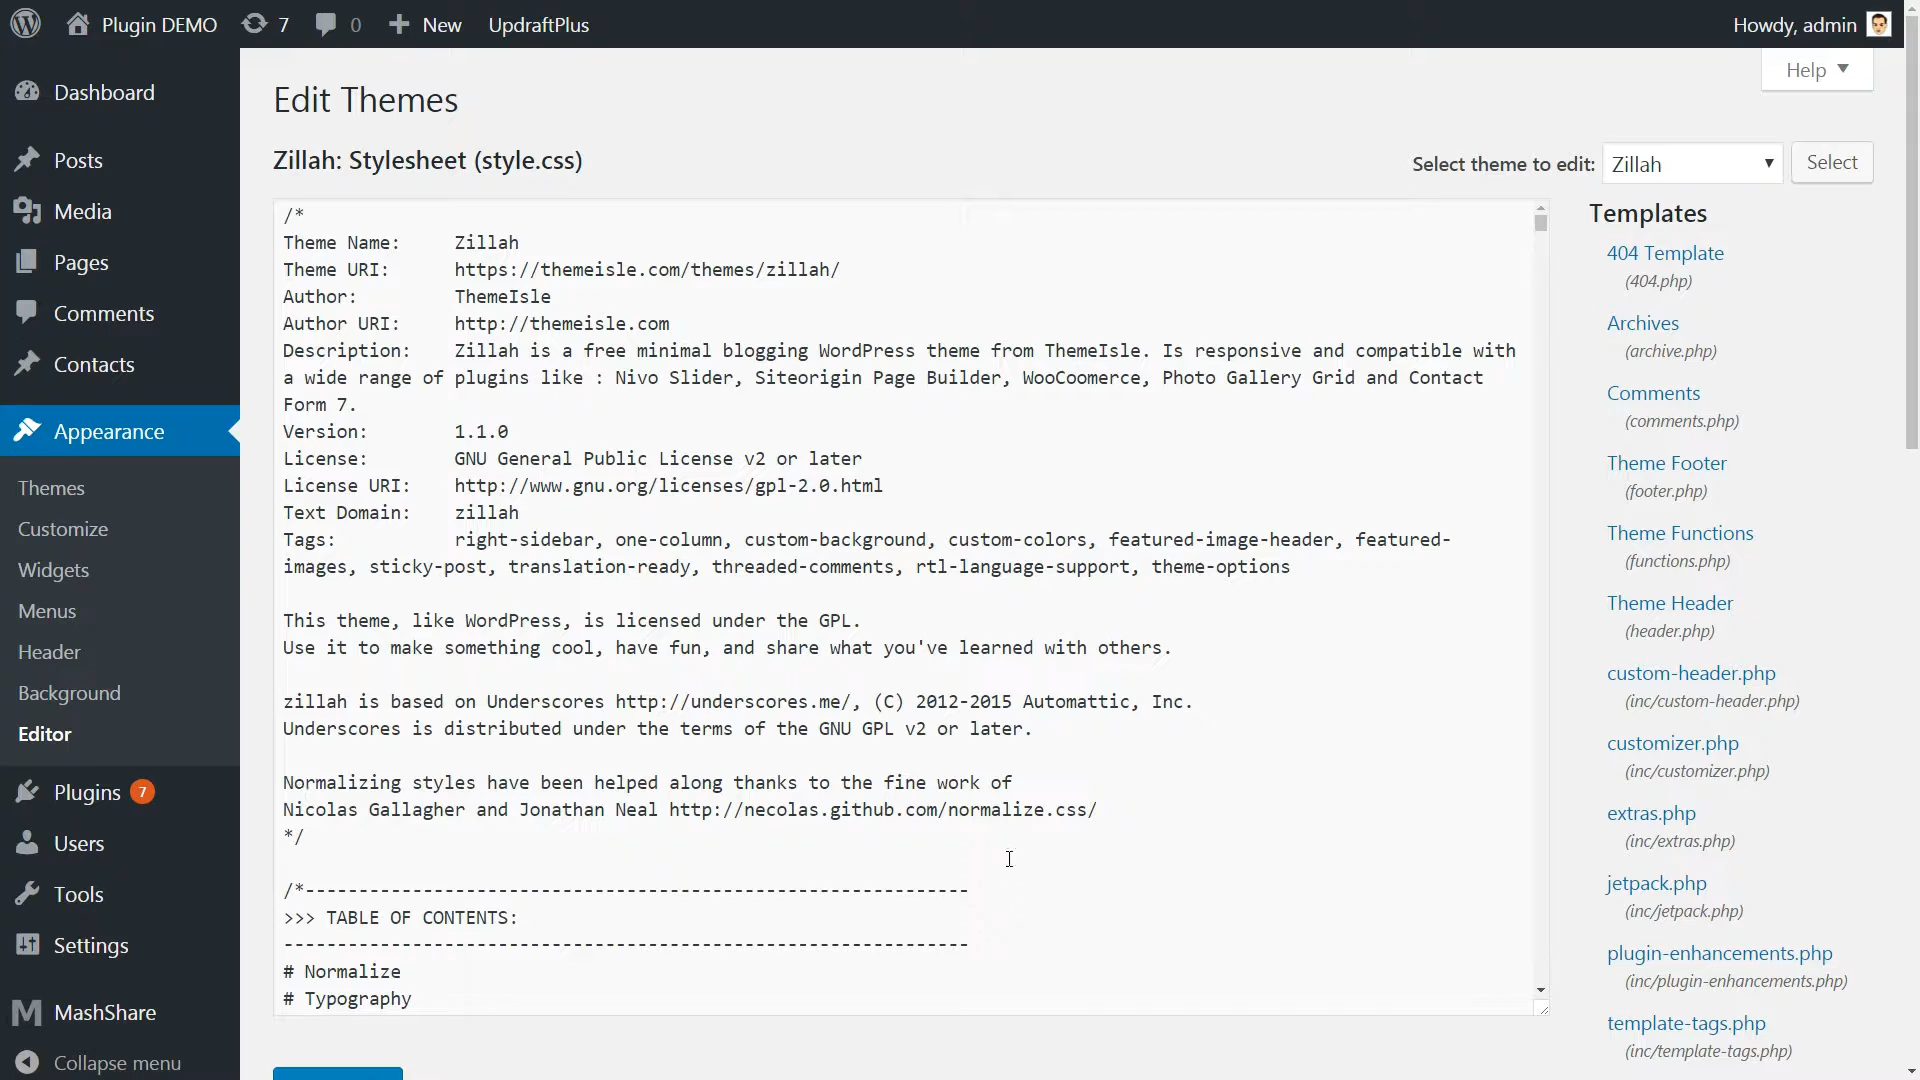 Plugin DEMO 7 0 New UpdraftPlus Howdy, admin
Help
Dashboard
Posts
Media
Pages
Comments
Contacts
Appearance
Themes
Customize
Widgets
Menus
Header
Background
Editor
Plugins 7
Users
Tools
Settings
MashShare
Collapse menu
Edit Themes
Zillah: Stylesheet (style.css)
Select theme to edit: Zillah Select
/*
Theme Name: Zillah
Theme URI: https://themeisle.com/themes/zillah/
Author: ThemeIsle
Author URI: http://themeisle.com
Description: Zillah is a free minimal blogging WordPress theme from ThemeIsle. Is responsive and compatible with
a wide range of plugins like : Nivo Slider, Siteorigin Page Builder, WooCoomerce, Photo Gallery Grid and Contact
Form 7.
Version: 1.1.0
License: GNU General Public License v2 or later
License URI: http://www.gnu.org/licenses/gpl-2.0.html
Text Domain: zillah
Tags: right-sidebar, one-column, custom-background, custom-colors, featured-image-header, featured-
images, sticky-post, translation-ready, threaded-comments, rtl-language-support, theme-options
This theme, like WordPress, is licensed under the GPL.
Use it to make something cool, have fun, and share what you've learned with others.
zillah is based on Underscores http://underscores.me/, (C) 2012-2015 Automattic, Inc.
Underscores is distributed under the terms of the GNU GPL v2 or later.
Normalizing styles have been helped along thanks to the fine work of
Nicolas Gallagher and Jonathan Neal http://necolas.github.com/normalize.css/
*/
/*--------------------------------------------------------------
>>> TABLE OF CONTENTS:
----------------------------------------------------------------
# Normalize
# Typography
Templates
404 Template
(404.php)
Archives
(archive.php)
Comments
(comments.php)
Theme Footer
(footer.php)
Theme Functions
(functions.php)
Theme Header
(header.php)
custom-header.php
(inc/custom-header.php)
customizer.php
(inc/customizer.php)
extras.php
(inc/extras.php)
jetpack.php
(inc/jetpack.php)
plugin-enhancements.php
(inc/plugin-enhancements.php)
template-tags.php
(inc/template-tags.php)